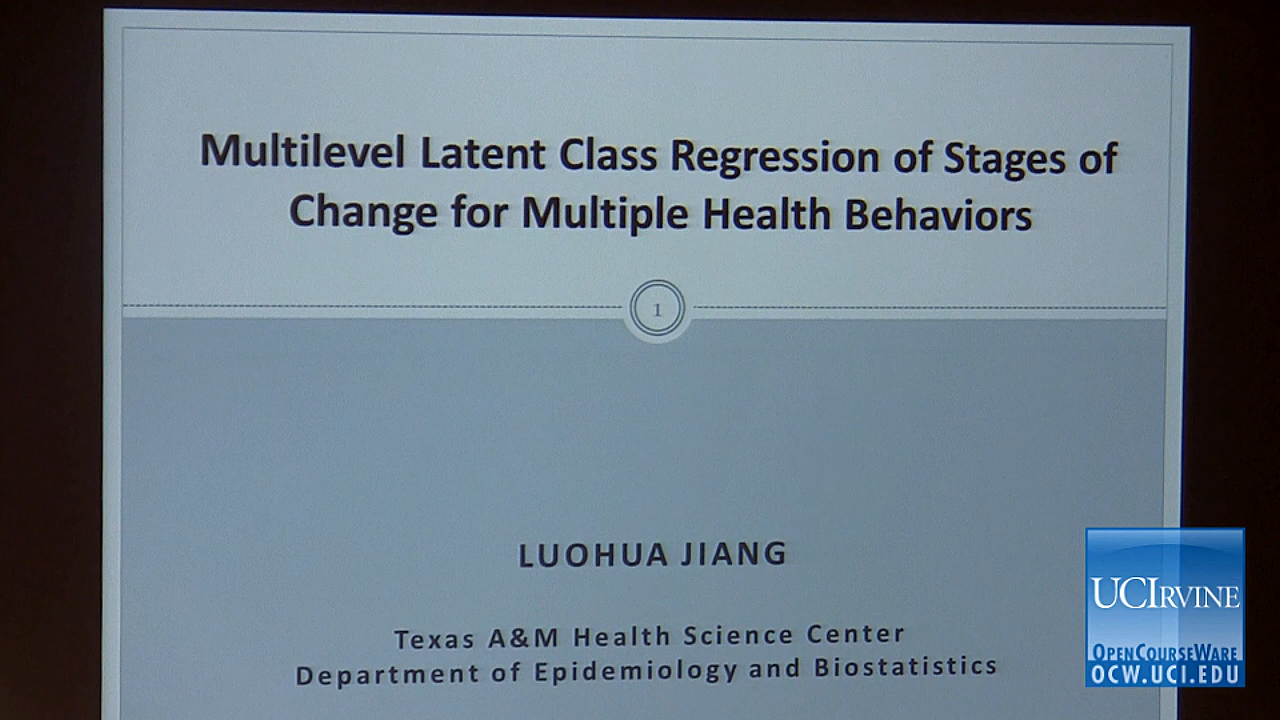 Multilevel Latent Class Regression of Stages of
Change for Multiple Health Behaviors
1
LUOHUA JIANG
Texas A&M Health Science Center
Department of Epidemiology and Biostatistics
UCIRVINE
OPENCOURSEWARE
OCW.UCI.EDU